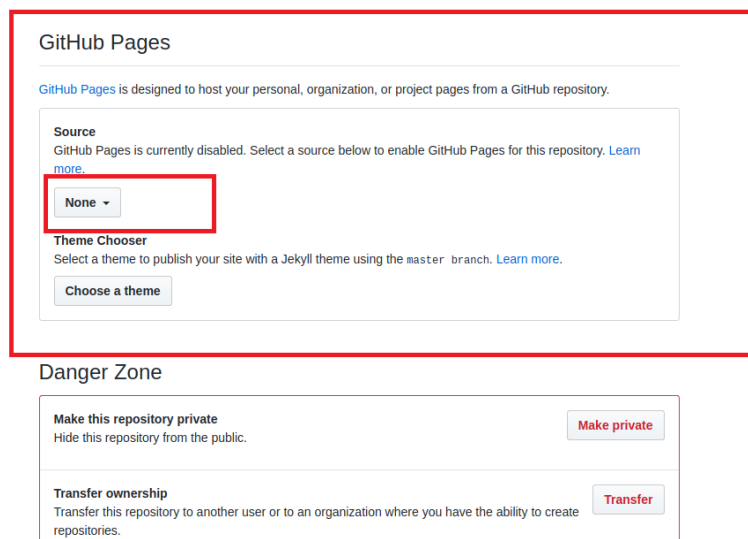 GitHub Pages
GitHub Pages is designed to host your personal, organization, or project pages from a GitHub repository.
Source
GitHub Pages is currently disabled. Select a source below to enable GitHub Pages for this repository. Learn
more.
None
Theme Chooser
Select a theme to publish your site with a Jekyll theme using the master branch. Learn more.
Choose a theme
Danger Zone
Make this repository private
Hide this repository from the public.
Make private
Transfer ownership
Transfer this repository to another user or to an organization where you have the ability to create
repositories.
Transfer